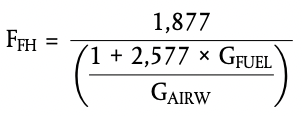 F_FH = 1,877 / ((1 + 2,577 × G_FUEL) / G_AIRW)